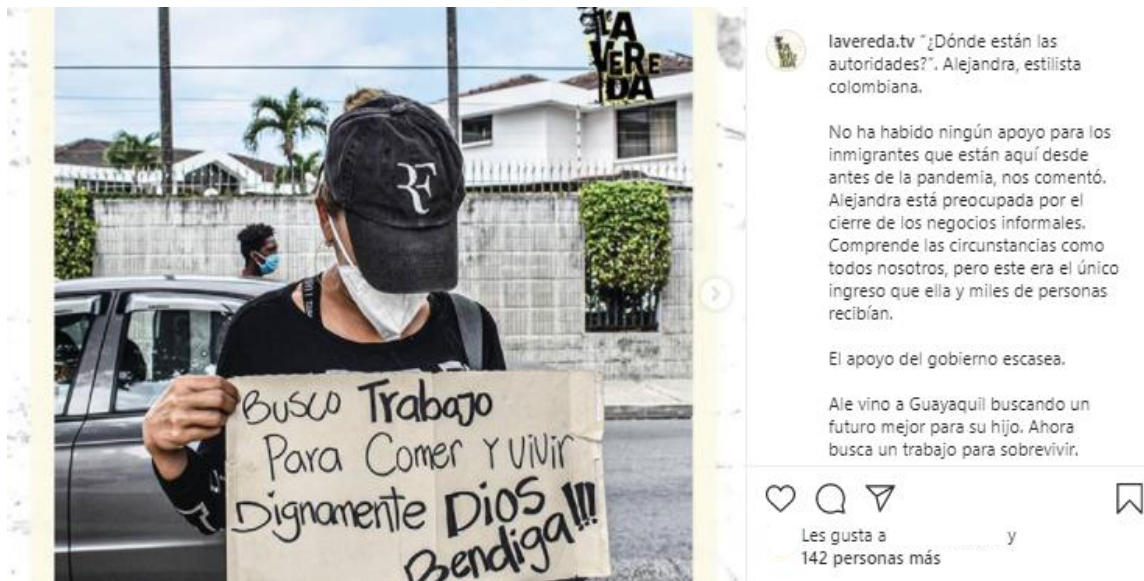 LA
VEREDA
RF
Busco Trabajo
Para Comer Y vivir
Dignamente Dios
Bendiga!!!
lavereda.tv "¿Dónde están las
autoridades?". Alejandra, estilista
colombiana.
No ha habido ningún apoyo para los
inmigrantes que están aquí desde
antes de la pandemia, nos comentó.
Alejandra está preocupada por el
cierre de los negocios informales.
Comprende las circunstancias como
todos nosotros, pero este era el único
ingreso que ella y miles de personas
recibían.
El apoyo del gobierno escasea.
Ale vino a Guayaquil buscando un
futuro mejor para su hijo. Ahora
busca un trabajo para sobrevivir.
Les gusta a y
142 personas más